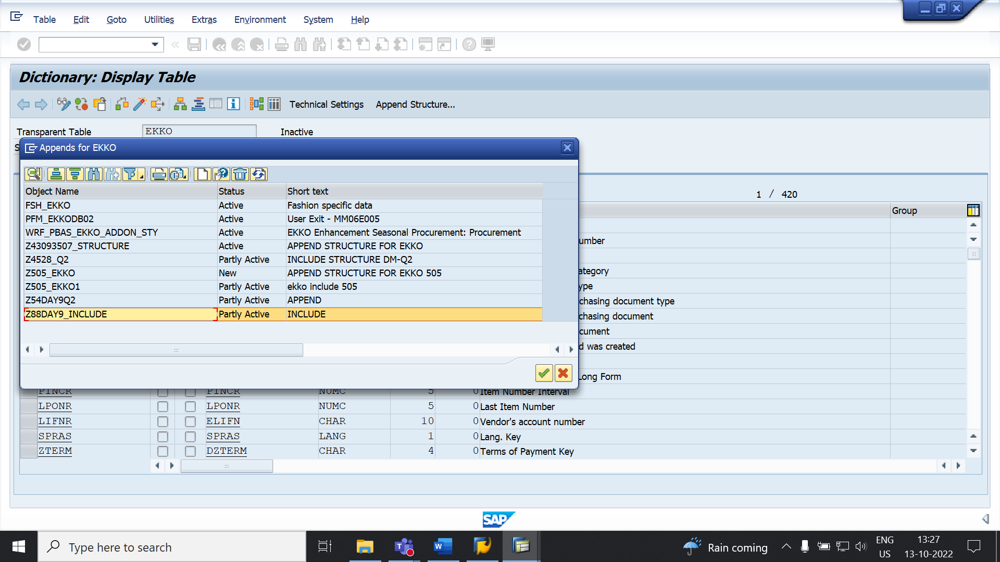 Table Edit Goto Utilities Extras Environment System Help
Dictionary: Display Table
Technical Settings Append Structure...
Transparent Table EKKO Inactive
S
Appends for EKKO
1 / 420
Object Name Status Short text
Group
FSH_EKKO Active Fashion specific data
PFM_EKKODB02 Active User Exit - MM06E005
WRF_PBAS_EKKO_ADDON_STY Active EKKO Enhancement Seasonal Procurement: Procurement
umber
Z43093507_STRUCTURE Active APPEND STRUCTURE FOR EKKO
Z4528_Q2 Partly Active INCLUDE STRUCTURE DM-Q2
Z505_EKKO New APPEND STRUCTURE FOR EKKO 505
ategory
Z505_EKKO1 Partly Active ekko include 505
ype
Z54DAY9Q2 Partly Active APPEND
chasing document type
Z88DAY9_INCLUDE Partly Active INCLUDE
chasing document
cument
d was created
Long Form
PINCR PINCR NUMC 5 0 Item Number Interval
LPONR LPONR NUMC 5 0 Last Item Number
LIFNR ELIFN CHAR 10 0 Vendor's account number
SPRAS SPRAS LANG 1 0 Lang. Key
ZTERM DZTERM CHAR 4 0 Terms of Payment Key
SAP
Type here to search
Rain coming
ENG
US
13:27
13-10-2022